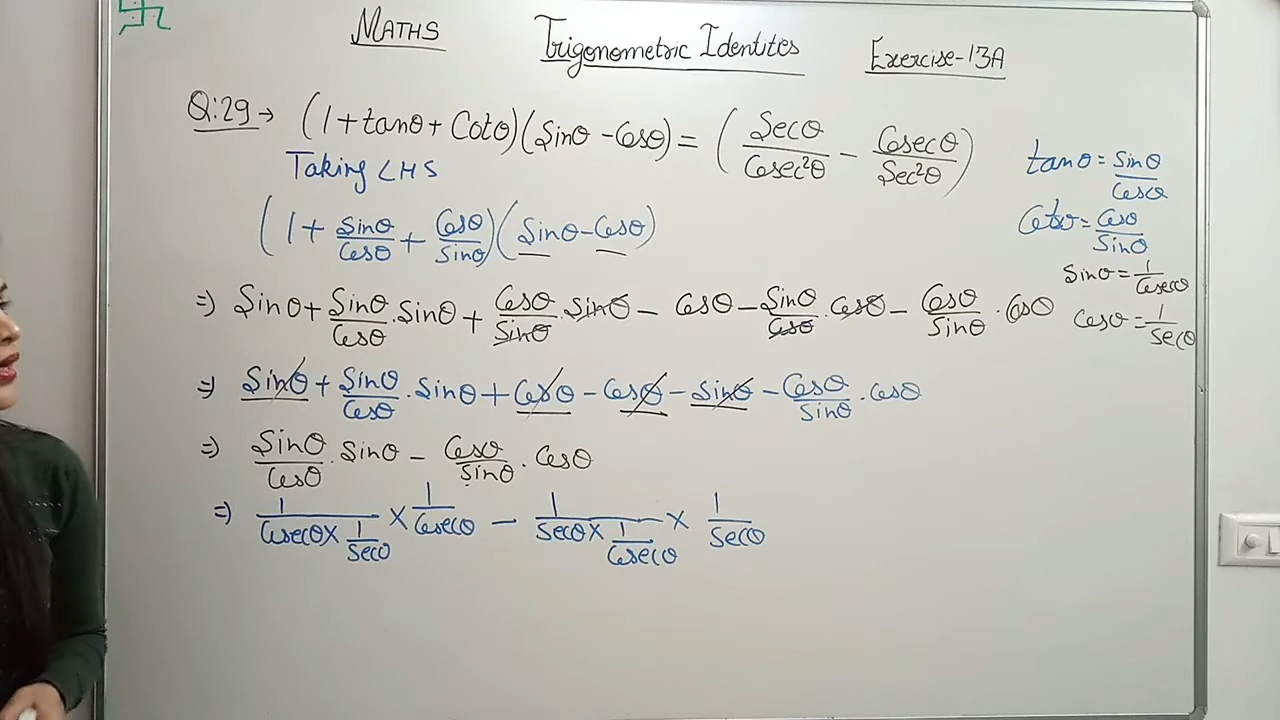 MATHS
Trigonometric Identites
Exercise-13A
Q:29→ (1+tanθ+Cotθ)(Sinθ-Cosθ)= (Secθ/Cosec²θ - Cosecθ/Sec²θ)
Taking LHS
(1+ Sinθ/Cosθ + Cosθ/Sinθ)(Sinθ-Cosθ)
⇒ Sinθ+ Sinθ/Cosθ . Sinθ + Cosθ/Sinθ . Sinθ - Cosθ - Sinθ/Cosθ . Cosθ - Cosθ/Sinθ . Cosθ
⇒ Sinθ + Sinθ/Cosθ . Sinθ + Cosθ - Cosθ - Sinθ - Cosθ/Sinθ . Cosθ
⇒ Sinθ/Cosθ . Sinθ - Cosθ/Sinθ . Cosθ
⇒ 1/(Cosecθ × 1/Secθ) × 1/Cosecθ - 1/(Secθ × 1/Cosecθ) × 1/Secθ
tanθ = Sinθ/Cosθ
Cotθ = Cosθ/Sinθ
Sinθ = 1/Cosecθ
Cosθ = 1/Secθ